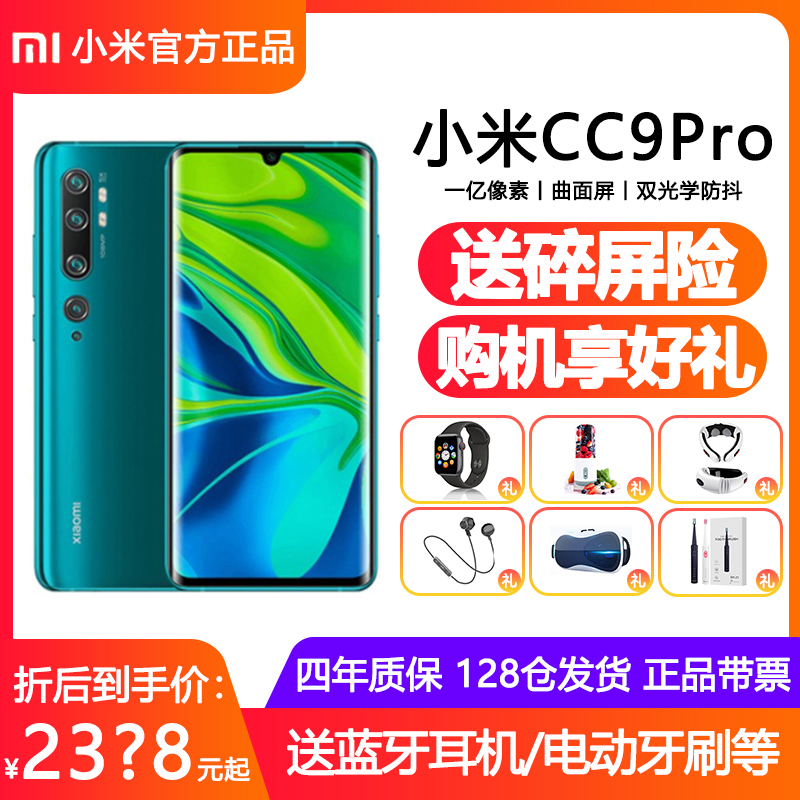 小米官方正品
小米CC9Pro
一亿像素丨曲面屏丨双光学防抖
送碎屏险
购机享好礼
礼
礼
礼
礼
礼
礼
xiaomi
折后到手价：
¥23?8元起
四年质保 128仓发货 正品带票
送蓝牙耳机/电动牙刷等